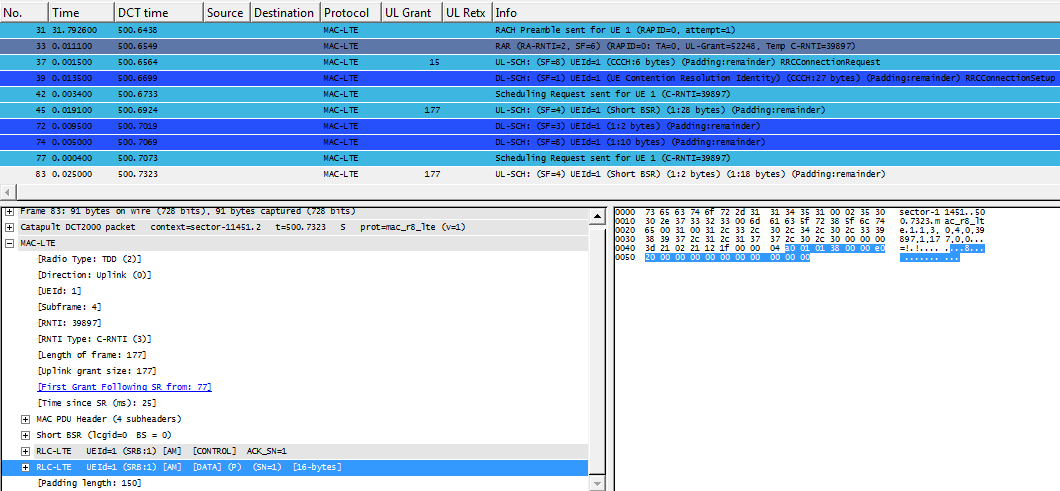 No. Time DCT time Source Destination Protocol UL Grant UL Retx Info
31 31.792600 500.6438 MAC-LTE RACH Preamble sent for UE 1 (RAPID=0, attempt=1)
33 0.011100 500.6549 MAC-LTE RAR (RA-RNTI=2, SF=6) (RAPID=0: TA=0, UL-Grant=52248, Temp C-RNTI=39897)
37 0.001500 500.6564 MAC-LTE 15 UL-SCH: (SF=8) UEId=1 (CCCH:6 bytes) (Padding:remainder) RRCConnectionRequest
39 0.013500 500.6699 MAC-LTE DL-SCH: (SF=1) UEId=1 (UE Contention Resolution Identity) (CCCH:27 bytes) (Padding:remainder) RRCConnectionSetup
42 0.003400 500.6733 MAC-LTE Scheduling Request sent for UE 1 (C-RNTI=39897)
45 0.019100 500.6924 MAC-LTE 177 UL-SCH: (SF=4) UEId=1 (Short BSR) (1:28 bytes) (Padding:remainder)
72 0.009500 500.7019 MAC-LTE DL-SCH: (SF=3) UEId=1 (1:2 bytes) (Padding:remainder)
74 0.005000 500.7069 MAC-LTE DL-SCH: (SF=8) UEId=1 (1:10 bytes) (Padding:remainder)
77 0.000400 500.7073 MAC-LTE Scheduling Request sent for UE 1 (C-RNTI=39897)
83 0.025000 500.7323 MAC-LTE 177 UL-SCH: (SF=4) UEId=1 (Short BSR) (1:2 bytes) (1:18 bytes) (Padding:remainder)
Frame 83: 91 bytes on wire (728 bits), 91 bytes captured (728 bits)
Catapult DCT2000 packet context=sector-11451.2 t=500.7323 S prot=mac_r8_lte (v=1)
MAC-LTE
[Radio Type: TDD (2)]
[Direction: Uplink (0)]
[UEId: 1]
[Subframe: 4]
[RNTI: 39897]
[RNTI Type: C-RNTI (3)]
[Length of frame: 177]
[Uplink grant size: 177]
[First Grant Following SR from: 77]
[Time since SR (ms): 25]
MAC PDU Header (4 subheaders)
Short BSR (lcgid=0 BS = 0)
RLC-LTE UEId=1 (SRB:1) [AM] [CONTROL] ACK_SN=1
RLC-LTE UEId=1 (SRB:1) [AM] [DATA] (P) (SN=1) [16-bytes]
[Padding length: 150]
0000 73 65 63 74 6f 72 2d 31 31 34 35 31 00 02 35 30 sector-1 1451..50
0010 30 2e 37 33 32 33 00 6d 61 63 5f 72 38 5f 6c 74 0.7323.m ac_r8_lt
0020 65 00 31 00 31 2c 33 2c 30 2c 34 2c 30 2c 33 39 e.1.1,3, 0,4,0,39
0030 38 39 37 2c 31 2c 31 37 37 2c 30 2c 30 00 00 00 897,1,17 7,0,0...
0040 3d 21 02 21 12 1f 00 00 04 a0 01 01 38 00 00 e0 =!.!.... ....8...
0050 20 00 00 00 00 00 00 00 00 00 00 ....... ...